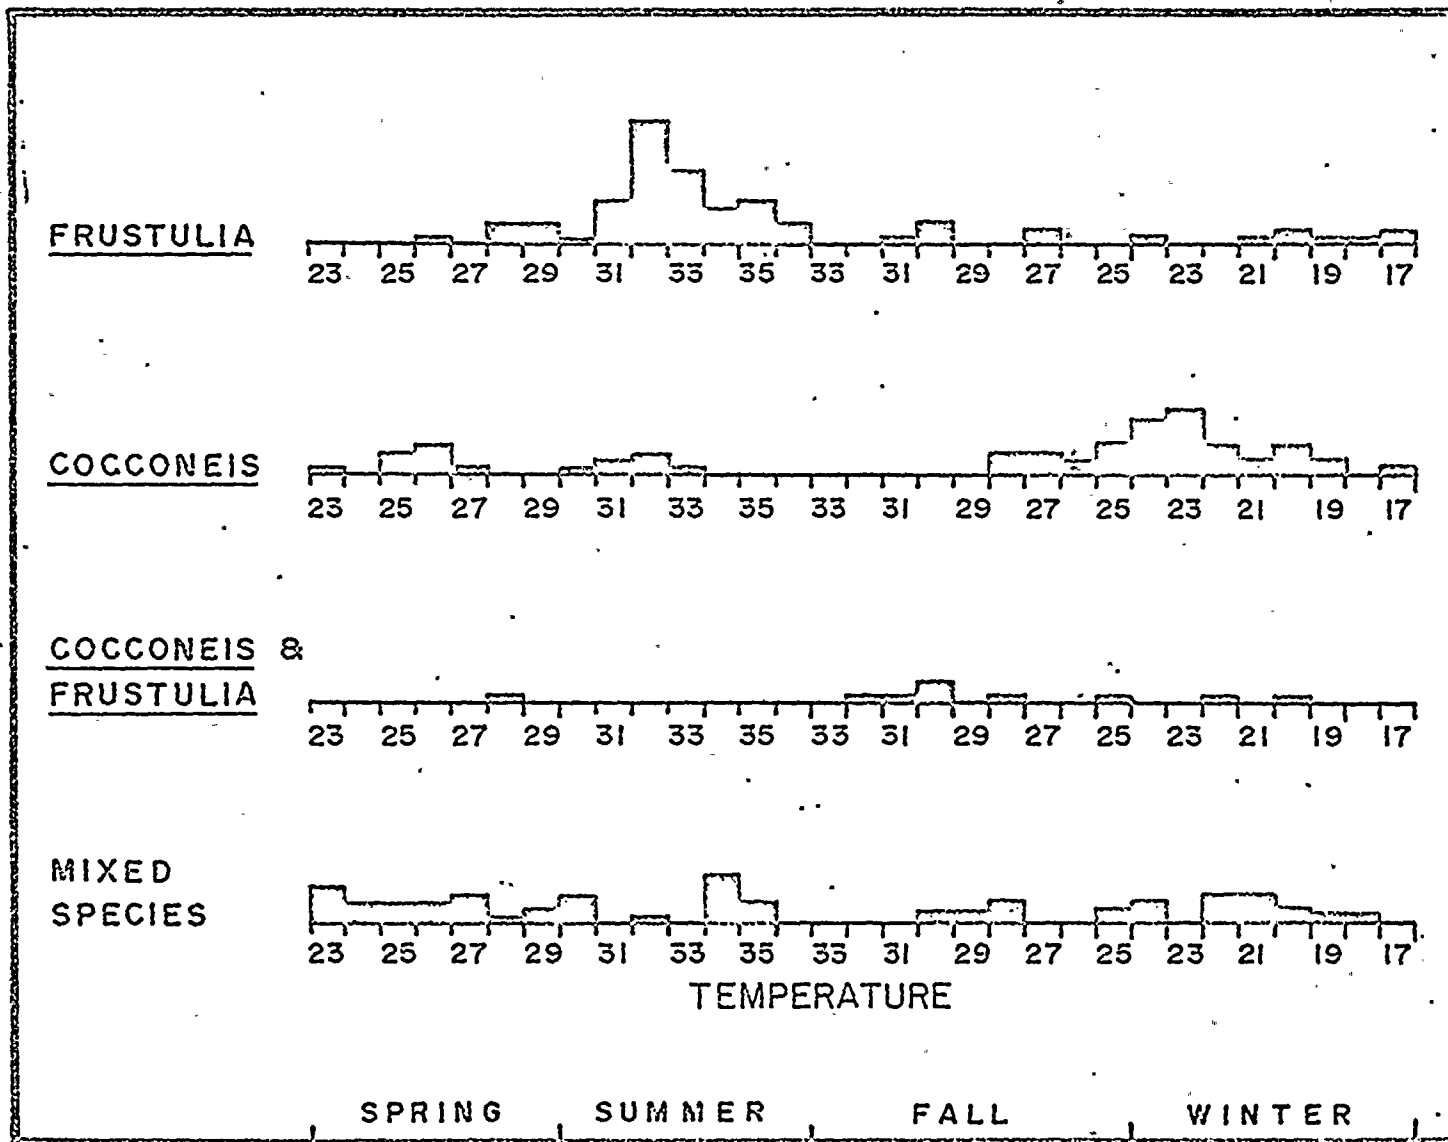 FRUSTULIA
23 25 27 29 31 33 35 33 31 29 27 25 23 21 19 17
COCCONEIS
23 25 27 29 31 33 35 33 31 29 27 25 23 21 19 17
COCCONEIS &
FRUSTULIA
23 25 27 29 31 33 35 33 31 29 27 25 23 21 19 17
MIXED
SPECIES
23 25 27 29 31 33 35 33 31 29 27 25 23 21 19 17
TEMPERATURE
SPRING SUMMER FALL WINTER